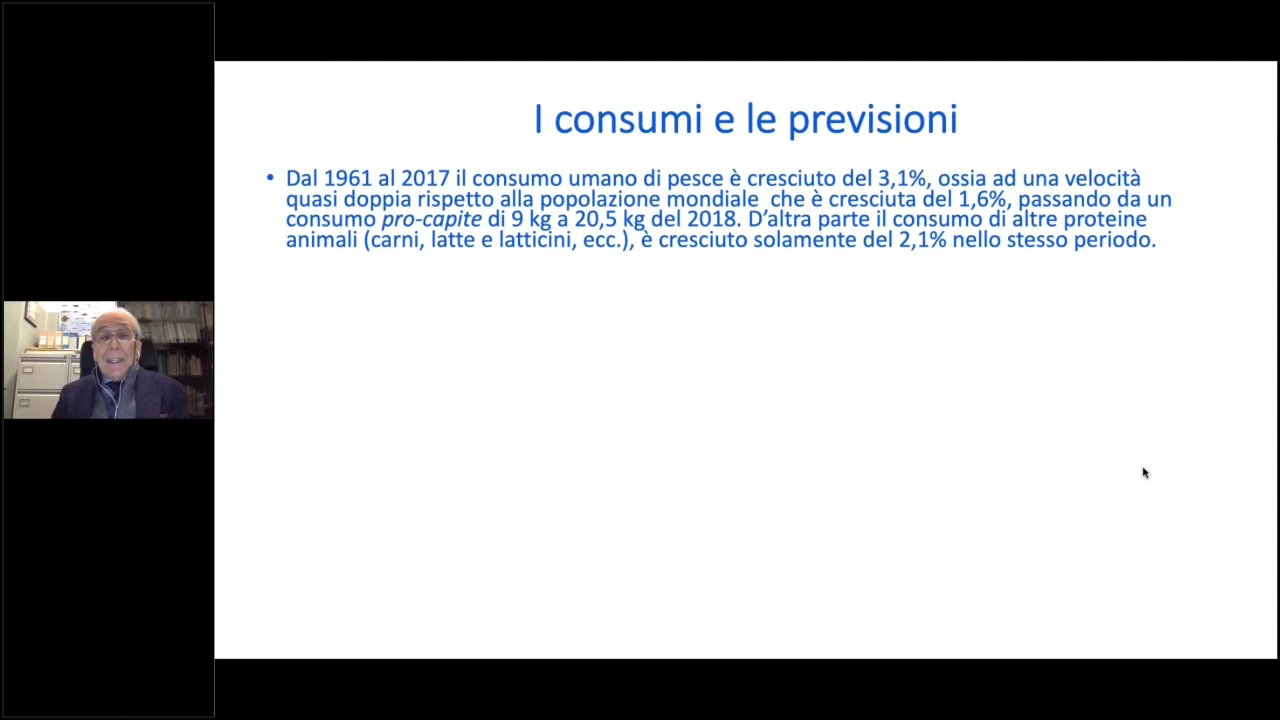 I consumi e le previsioni
• Dal 1961 al 2017 il consumo umano di pesce è cresciuto del 3,1%, ossia ad una velocità
quasi doppia rispetto alla popolazione mondiale  che è cresciuta del 1,6%, passando da un
consumo pro-capite di 9 kg a 20,5 kg del 2018. D’altra parte il consumo di altre proteine
animali (carni, latte e latticini, ecc.), è cresciuto solamente del 2,1% nello stesso periodo.